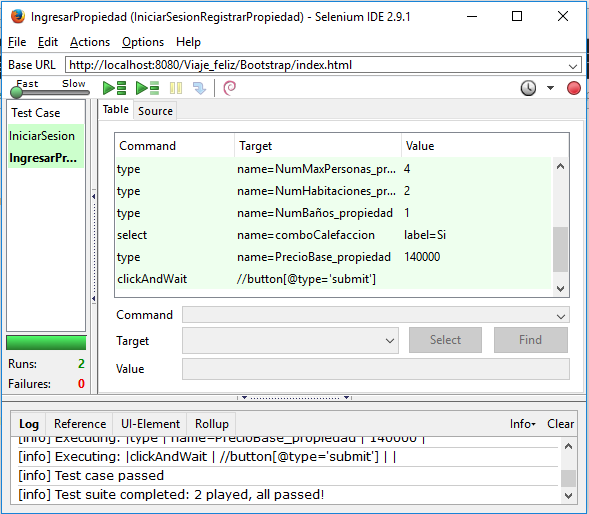 IngresarPropiedad (IniciarSesionRegistrarPropiedad) - Selenium IDE 2.9.1
File Edit Actions Options Help
Base URL http://localhost:8080/Viaje_feliz/Bootstrap/index.html
Fast Slow
Test Case
IniciarSesion
IngresarPr...
Table Source
Command Target Value
type name=NumMaxPersonas_pr... 4
type name=NumHabitaciones_pr... 2
type name=NumBaños_propiedad 1
select name=comboCalefaccion label=Si
type name=PrecioBase_propiedad 140000
clickAndWait //button[@type='submit']
Command
Target Select Find
Value
Runs: 2
Failures: 0
Log Reference UI-Element Rollup Info Clear
[info] Executing: |type | name=PrecioBase_propiedad | 140000 |
[info] Executing: |clickAndWait | //button[@type='submit'] | |
[info] Test case passed
[info] Test suite completed: 2 played, all passed!